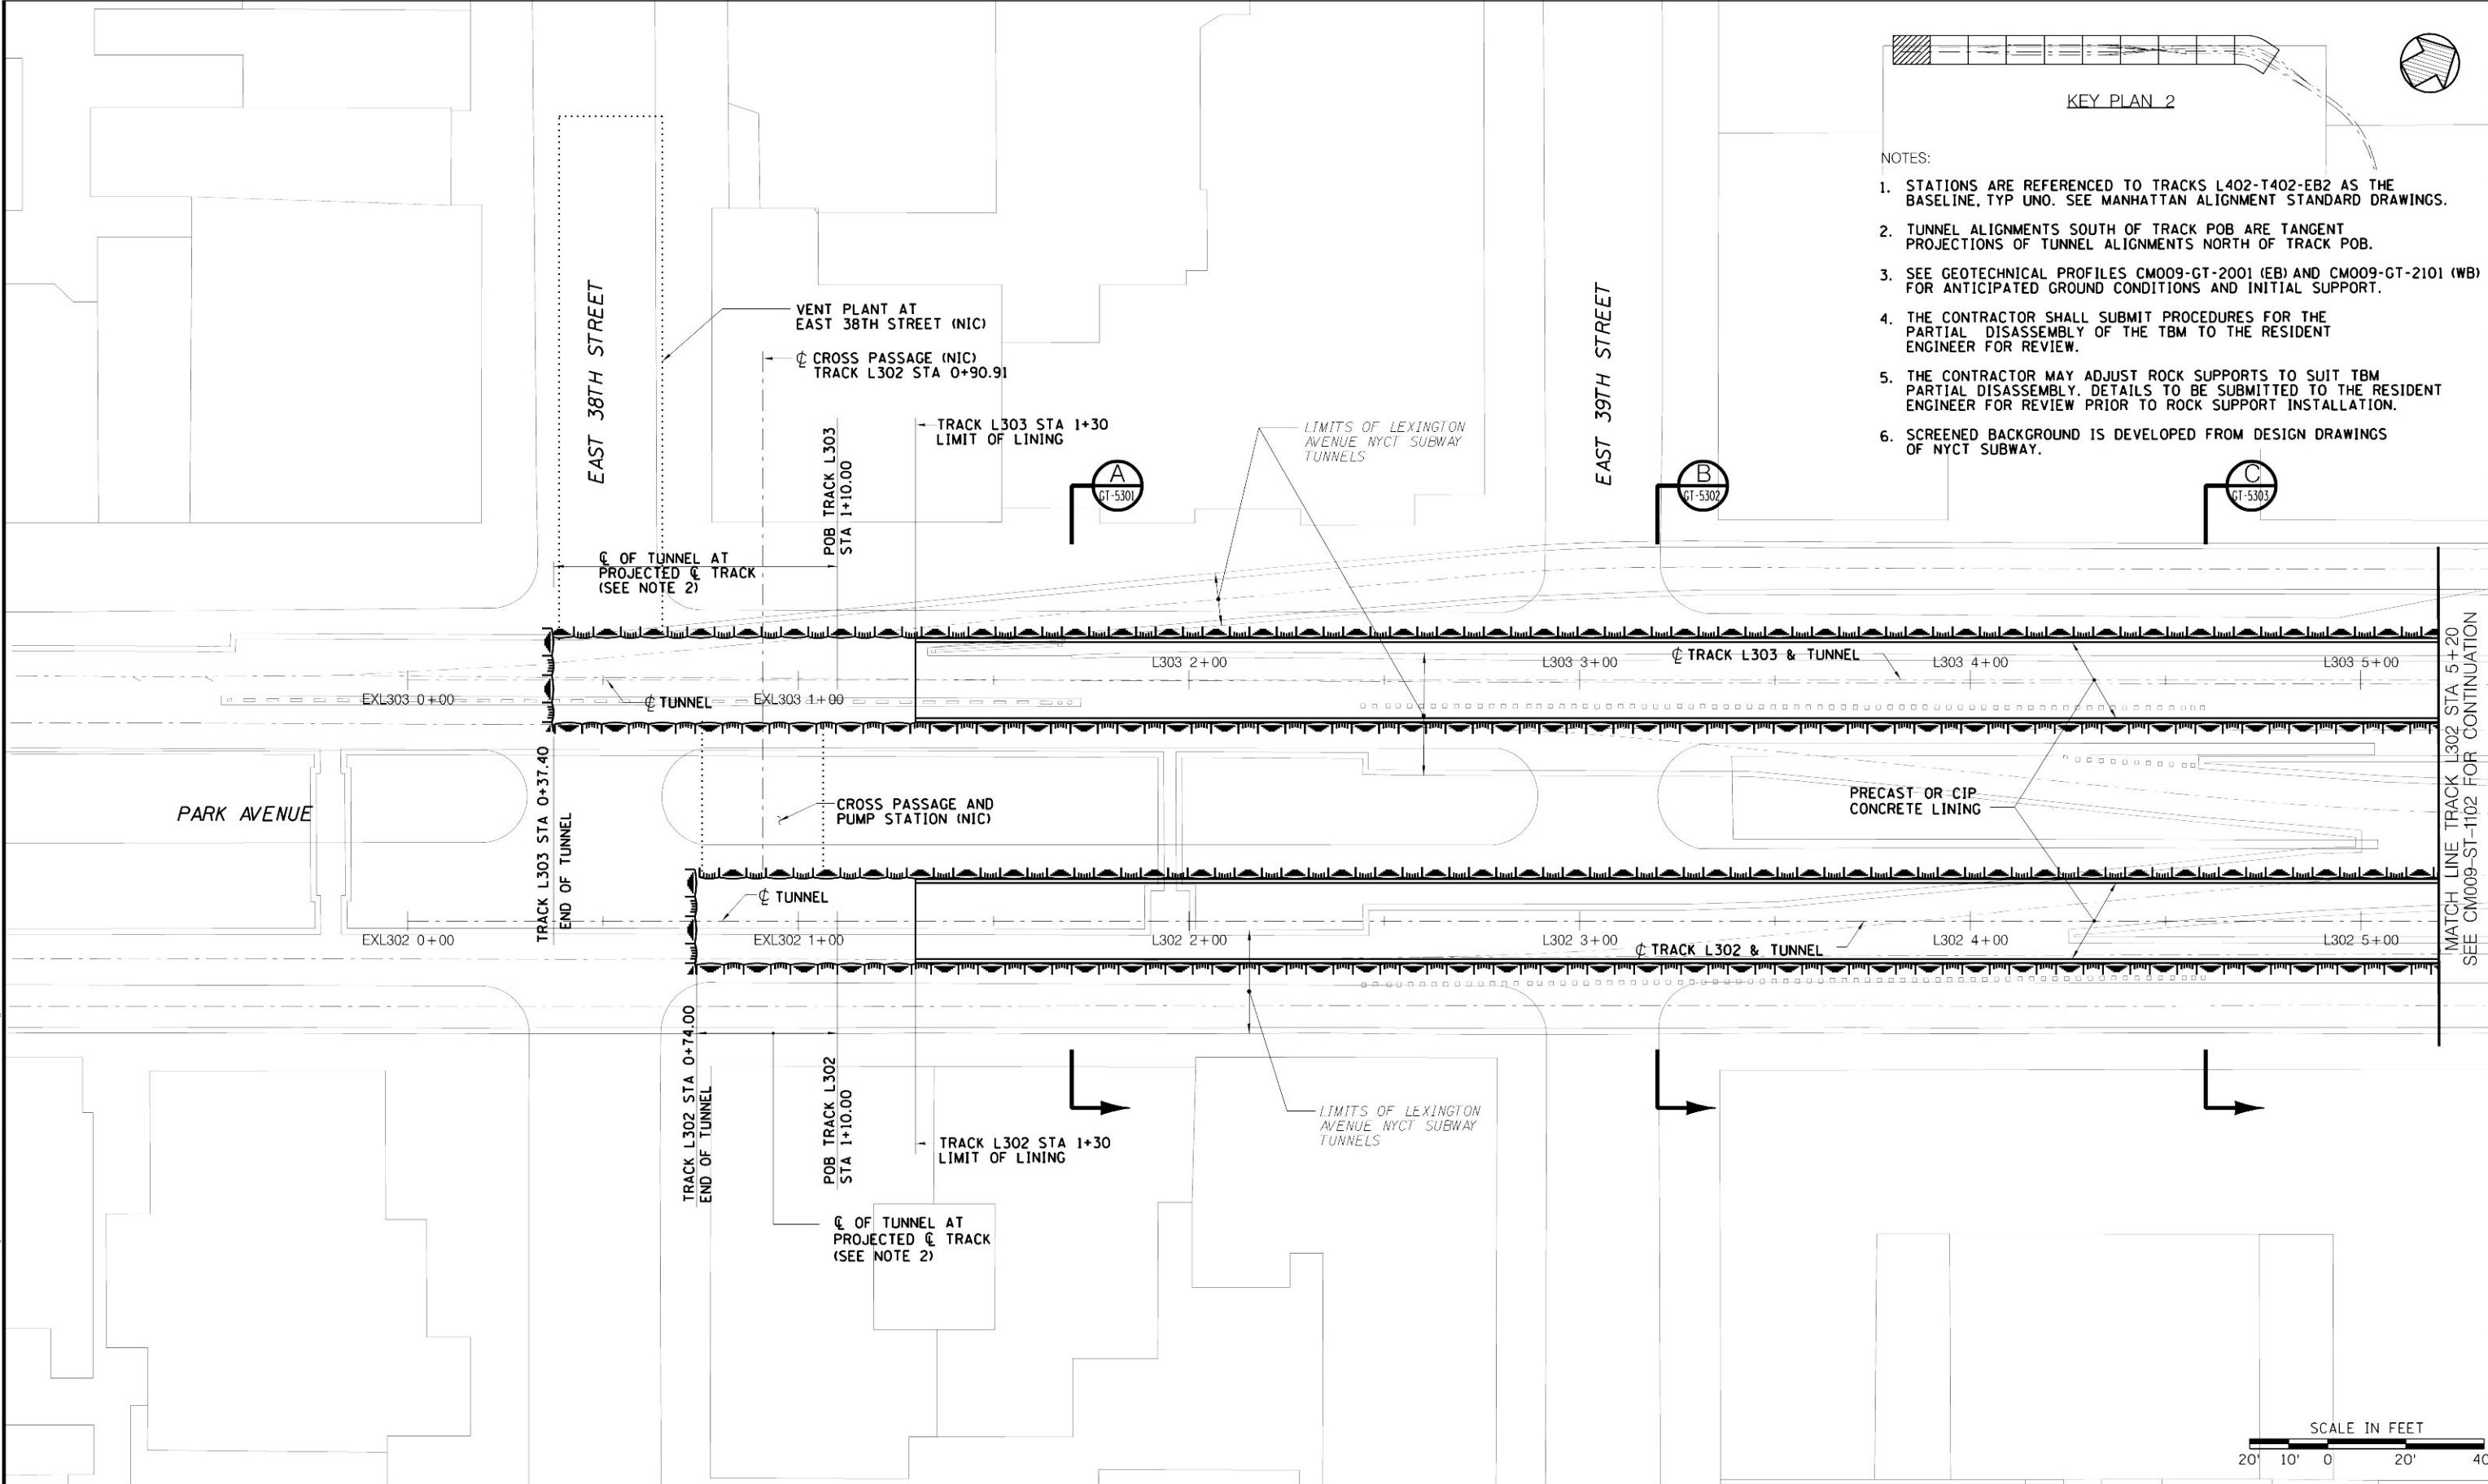 KEY PLAN 2
NOTES:
1. STATIONS ARE REFERENCED TO TRACKS L402-T402-EB2 AS THE
BASELINE, TYP UNO. SEE MANHATTAN ALIGNMENT STANDARD DRAWINGS.
2. TUNNEL ALIGNMENTS SOUTH OF TRACK POB ARE TANGENT
PROJECTIONS OF TUNNEL ALIGNMENTS NORTH OF TRACK POB.
3. SEE GEOTECHNICAL PROFILES CM009-GT-2001 (EB) AND CM009-GT-2101 (WB)
FOR ANTICIPATED GROUND CONDITIONS AND INITIAL SUPPORT.
4. THE CONTRACTOR SHALL SUBMIT PROCEDURES FOR THE
PARTIAL DISASSEMBLY OF THE TBM TO THE RESIDENT
ENGINEER FOR REVIEW.
5. THE CONTRACTOR MAY ADJUST ROCK SUPPORTS TO SUIT TBM
PARTIAL DISASSEMBLY. DETAILS TO BE SUBMITTED TO THE RESIDENT
ENGINEER FOR REVIEW PRIOR TO ROCK SUPPORT INSTALLATION.
6. SCREENED BACKGROUND IS DEVELOPED FROM DESIGN DRAWINGS
OF NYCT SUBWAY.
EAST 38TH STREET
VENT PLANT AT
EAST 38TH STREET (NIC)
℄ CROSS PASSAGE (NIC)
TRACK L302 STA 0+90.91
POB TRACK L303
STA 1+10.00
TRACK L303 STA 1+30
LIMIT OF LINING
LIMITS OF LEXINGTON
AVENUE NYCT SUBWAY
TUNNELS
EAST 39TH STREET
A
GT-5301
B
GT-5302
C
GT-5303
℄ OF TUNNEL AT
PROJECTED ℄ TRACK
(SEE NOTE 2)
L303 2+00
L303 3+00
℄ TRACK L303 & TUNNEL
L303 4+00
L303 5+00
EXL303 0+00
℄ TUNNEL
EXL303 1+00
TRACK L303 STA 0+37.40
END OF TUNNEL
PARK AVENUE
CROSS PASSAGE AND
PUMP STATION (NIC)
PRECAST OR CIP
CONCRETE LINING
MATCH LINE TRACK L302 STA 5+20
SEE CM009-ST-1102 FOR CONTINUATION
℄ TUNNEL
EXL302 0+00
EXL302 1+00
L302 2+00
L302 3+00
℄ TRACK L302 & TUNNEL
L302 4+00
L302 5+00
TRACK L302 STA 0+74.00
END OF TUNNEL
POB TRACK L302
STA 1+10.00
TRACK L302 STA 1+30
LIMIT OF LINING
LIMITS OF LEXINGTON
AVENUE NYCT SUBWAY
TUNNELS
℄ OF TUNNEL AT
PROJECTED ℄ TRACK
(SEE NOTE 2)
SCALE IN FEET
20' 10' 0 20' 40